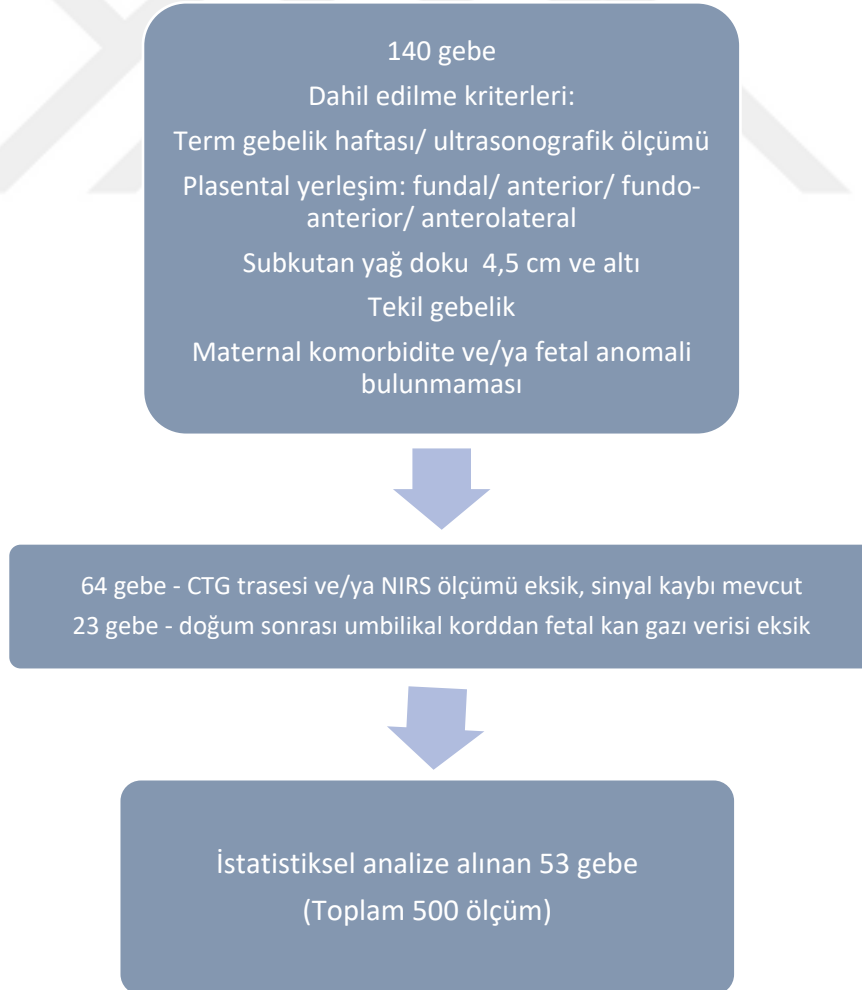 140 gebe
Dahil edilme kriterleri:
Term gebelik haftası/ ultrasonografik ölçümü
Plasental yerleşim: fundal/ anterior/ fundo-
anterior/ anterolateral
Subkutan yağ doku  4,5 cm ve altı
Tekil gebelik
Maternal komorbidite ve/ya fetal anomali
bulunmaması
64 gebe - CTG trasesi ve/ya NIRS ölçümü eksik, sinyal kaybı mevcut
23 gebe - doğum sonrası umbilikal korddan fetal kan gazı verisi eksik
İstatistiksel analize alınan 53 gebe
(Toplam 500 ölçüm)